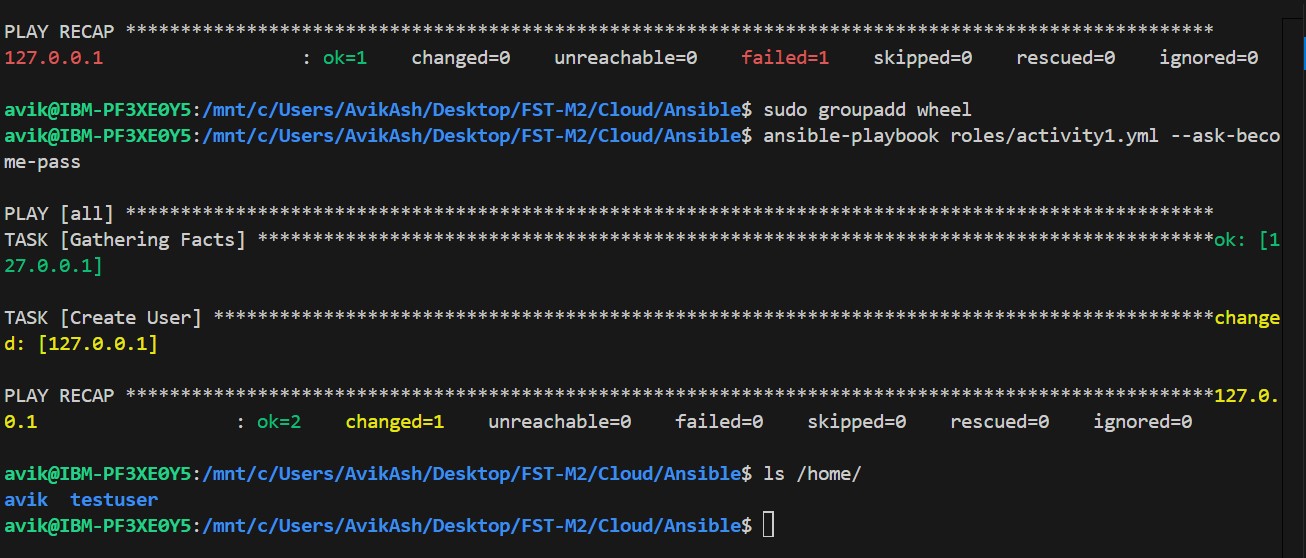 PLAY RECAP ***************************************************************************************************
127.0.0.1                  : ok=1    changed=0    unreachable=0    failed=1    skipped=0    rescued=0    ignored=0
avik@IBM-PF3XE0Y5:/mnt/c/Users/AvikAsh/Desktop/FST-M2/Cloud/Ansible$ sudo groupadd wheel
avik@IBM-PF3XE0Y5:/mnt/c/Users/AvikAsh/Desktop/FST-M2/Cloud/Ansible$ ansible-playbook roles/activity1.yml --ask-beco
me-pass
PLAY [all] ***************************************************************************************************
TASK [Gathering Facts] ***************************************************************************************ok: [1
27.0.0.1]
TASK [Create User] *******************************************************************************************change
d: [127.0.0.1]
PLAY RECAP ***************************************************************************************************127.0.
0.1                  : ok=2    changed=1    unreachable=0    failed=0    skipped=0    rescued=0    ignored=0
avik@IBM-PF3XE0Y5:/mnt/c/Users/AvikAsh/Desktop/FST-M2/Cloud/Ansible$ ls /home/
avik  testuser
avik@IBM-PF3XE0Y5:/mnt/c/Users/AvikAsh/Desktop/FST-M2/Cloud/Ansible$